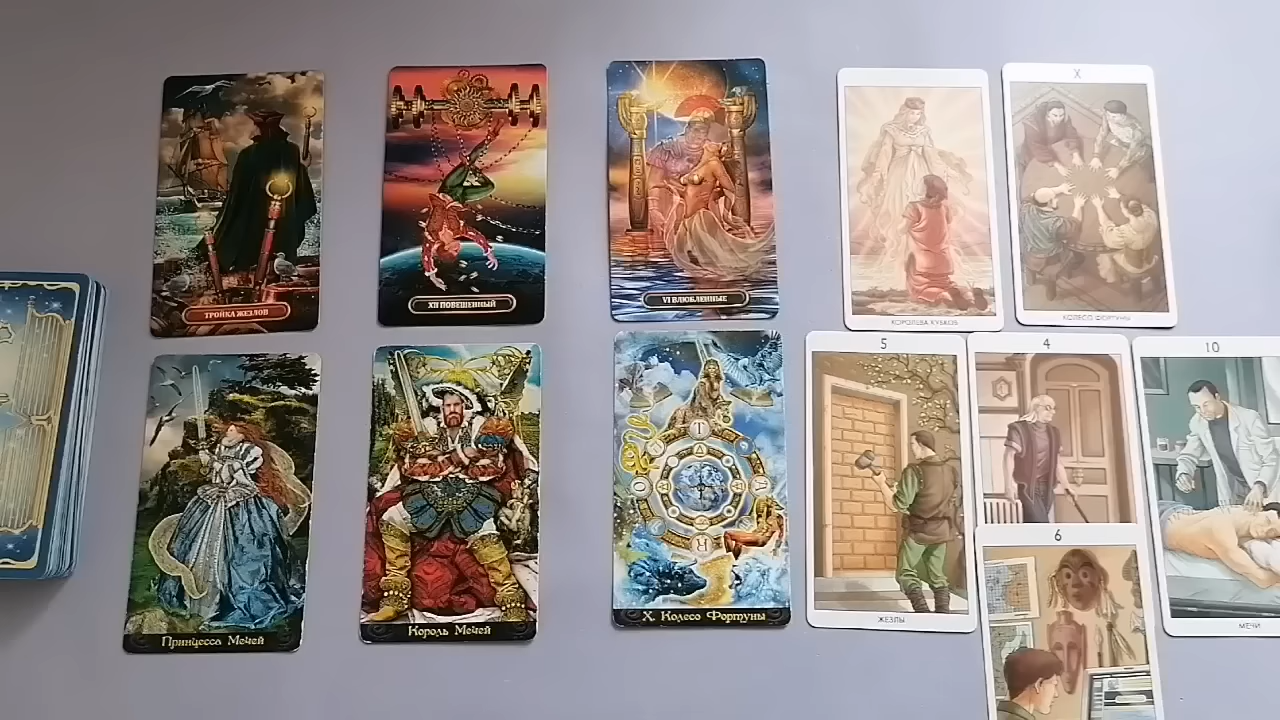 ТРОЙКА ЖЕЗЛОВ
XII ПОВЕШЕННЫЙ
VI ВЛЮБЛЕННЫЕ
КОРОЛЕВА КУБКОВ
X
КОЛЕСО ФОРТУНЫ
Принцесса Мечей
Король Мечей
X. Колесо Фортуны
5
ЖЕЗЛЫ
4
6
10
МЕЧИ